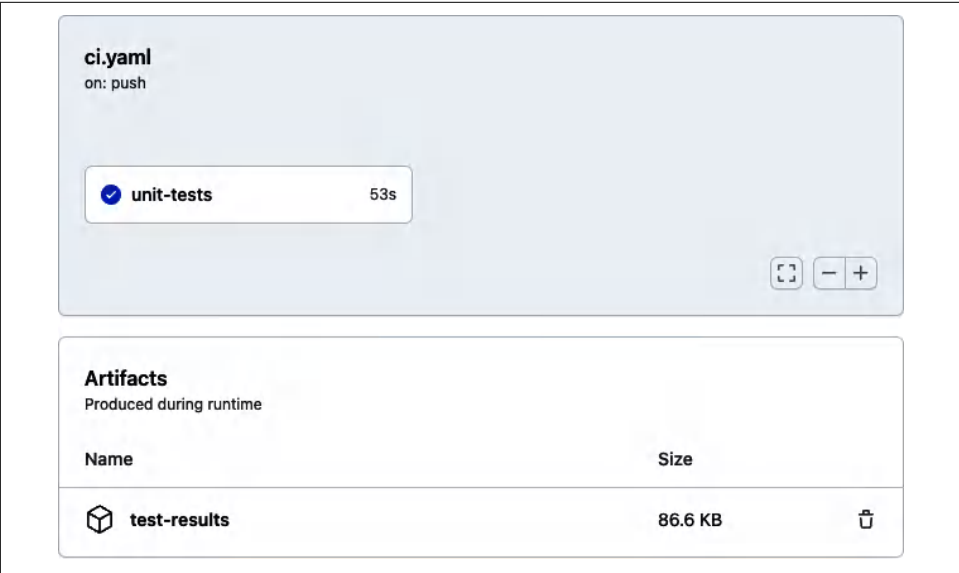 ci.yaml
on: push
unit-tests 53s
Artifacts
Produced during runtime
Name Size
test-results 86.6 KB